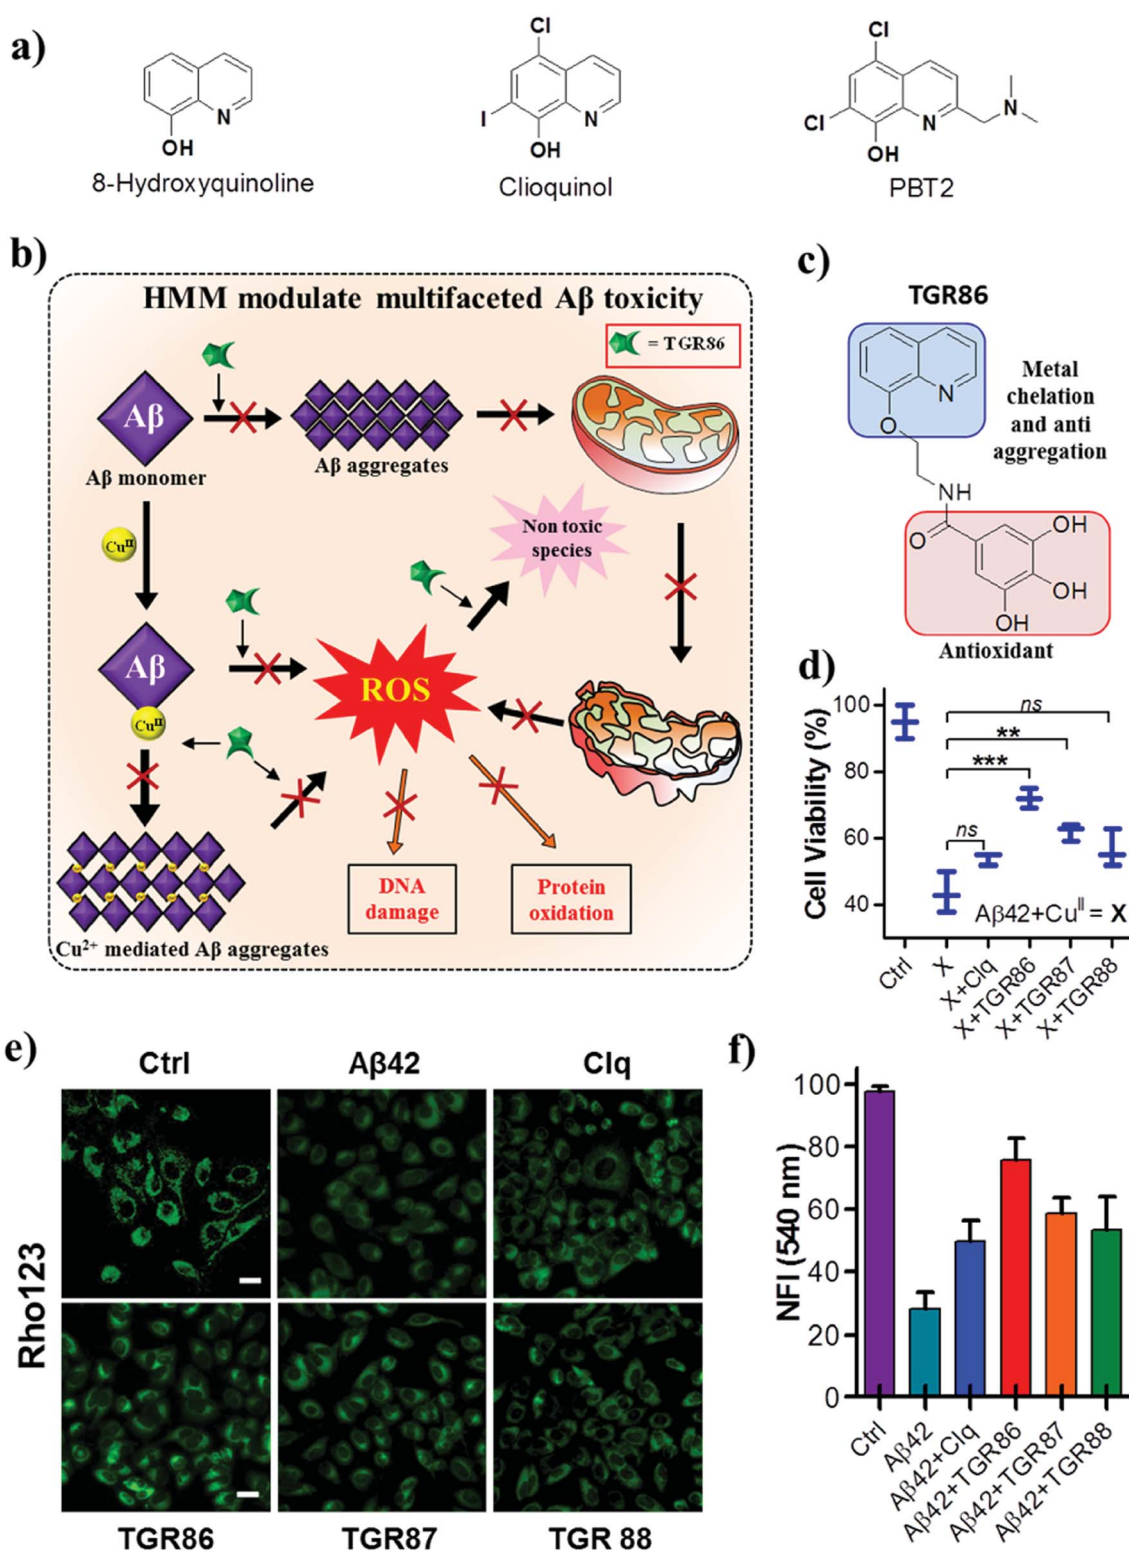 a)
Cl
N
OH
8-Hydroxyquinoline
Cl
I
N
OH
Clioquinol
Cl
N
N
OH
PBT2
b)
HMM modulate multifaceted Aβ toxicity
= TGR86
Aβ
Aβ monomer
Aβ aggregates
Cu^II
Non toxic
species
Aβ
Cu^II
ROS
DNA
damage
Protein
oxidation
Cu2+ mediated Aβ aggregates
c)
TGR86
N
O
NH
O
OH
OH
OH
Metal
chelation
and anti
aggregation
Antioxidant
d)
Cell Viability (%)
100
80
60
40
ns
**
***
ns
Aβ42+Cu^II = X
Ctrl
X
X+Clq
X+TGR86
X+TGR87
X+TGR88
e)
Ctrl
Aβ42
Clq
Rho123
TGR86
TGR87
TGR 88
f)
NFI (540 nm)
100
80
60
40
20
0
Ctrl
Aβ42
Aβ42+Clq
Aβ42+TGR86
Aβ42+TGR87
Aβ42+TGR88